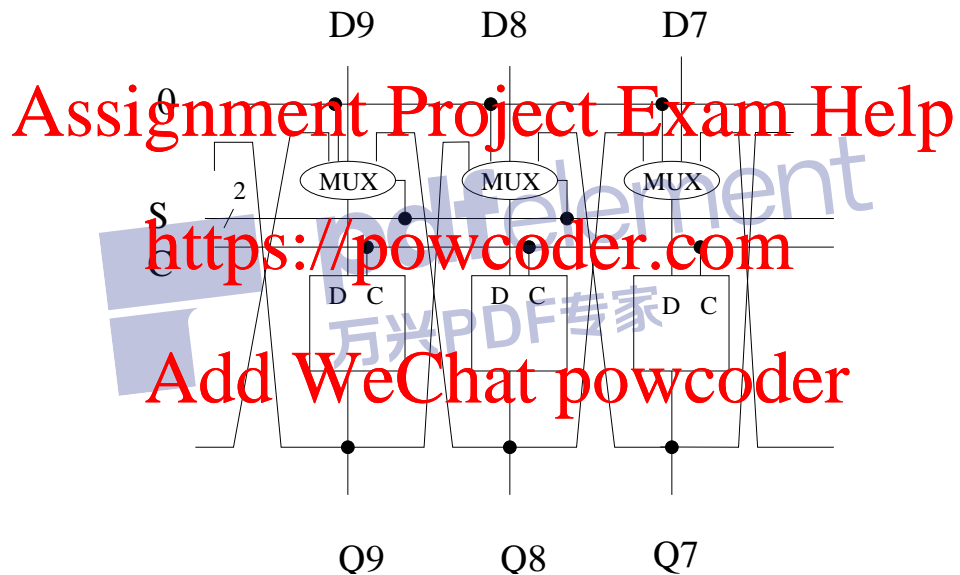 D9 D8 D7
0
Assignment Project Exam Help
MUX MUX MUX
2
S
pdfelement
https://powcoder.com
C
D C D C D C
万兴PDF专家
Add WeChat powcoder
Q9 Q8 Q7